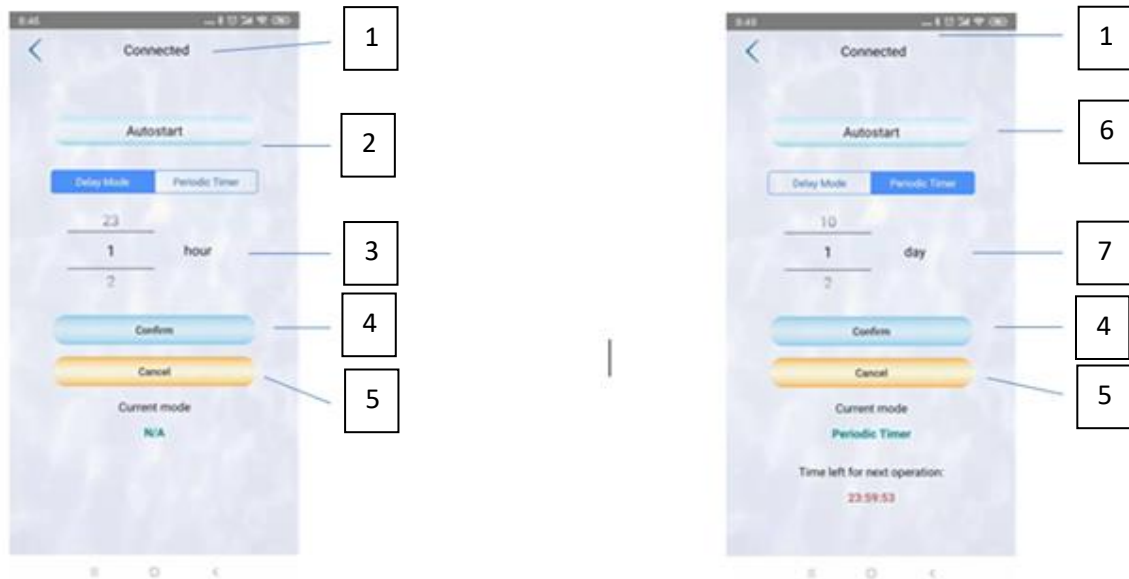 8:45
Connected
1
Autostart
2
Delay Mode Periodic Timer
23
1 hour
3
2
Confirm
4
Cancel
5
Current mode
N/A
Connected
1
Autostart
6
Delay Mode Periodic Timer
10
1 day
7
2
Confirm
4
Cancel
5
Current mode
Periodic Timer
Time left for next operation:
23:59:53